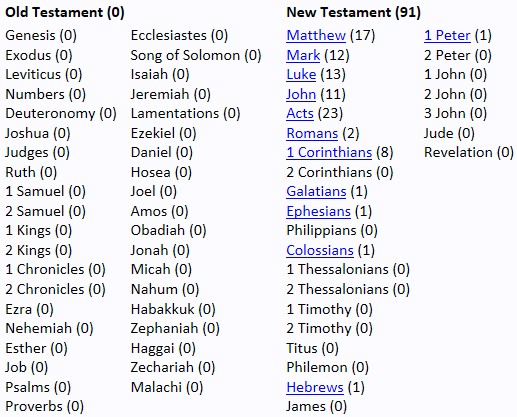 Old Testament (0)
Genesis (0)
Exodus (0)
Leviticus (0)
Numbers (0)
Deuteronomy (0)
Joshua (0)
Judges (0)
Ruth (0)
1 Samuel (0)
2 Samuel (0)
1 Kings (0)
2 Kings (0)
1 Chronicles (0)
2 Chronicles (0)
Ezra (0)
Nehemiah (0)
Esther (0)
Job (0)
Psalms (0)
Proverbs (0)
Ecclesiastes (0)
Song of Solomon (0)
Isaiah (0)
Jeremiah (0)
Lamentations (0)
Ezekiel (0)
Daniel (0)
Hosea (0)
Joel (0)
Amos (0)
Obadiah (0)
Jonah (0)
Micah (0)
Nahum (0)
Habakkuk (0)
Zephaniah (0)
Haggai (0)
Zechariah (0)
Malachi (0)
New Testament (91)
Matthew (17)
Mark (12)
Luke (13)
John (11)
Acts (23)
Romans (2)
1 Corinthians (8)
2 Corinthians (0)
Galatians (1)
Ephesians (1)
Philippians (0)
Colossians (1)
1 Thessalonians (0)
2 Thessalonians (0)
1 Timothy (0)
2 Timothy (0)
Titus (0)
Philemon (0)
Hebrews (1)
James (0)
1 Peter (1)
2 Peter (0)
1 John (0)
2 John (0)
3 John (0)
Jude (0)
Revelation (0)